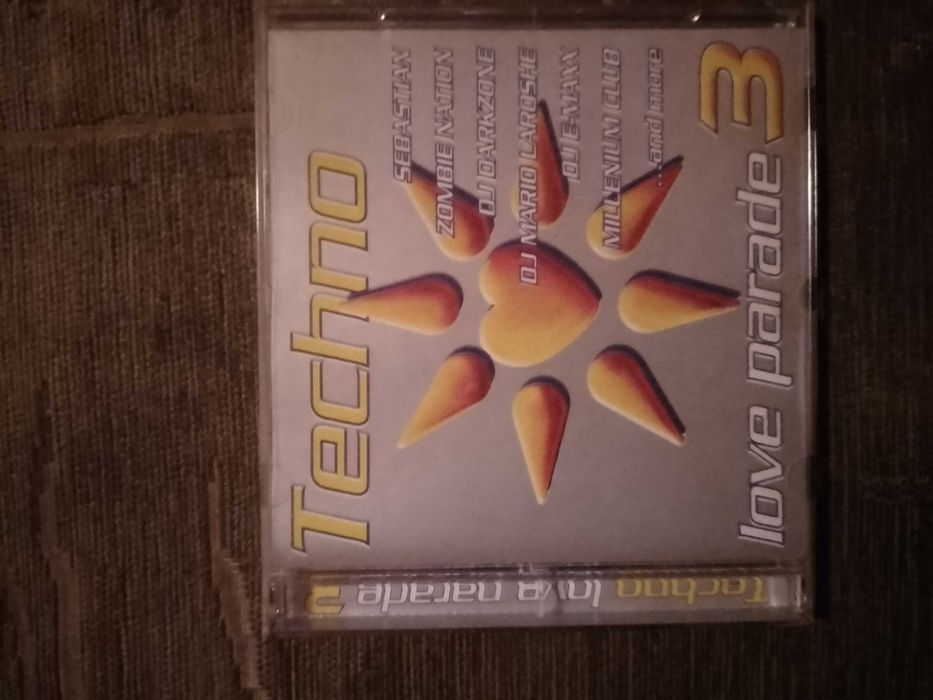 Techno
SEBASTIAN
ZOMBIE NATION
DJ DARKZONE
DJ MARIO LAROSHE
DJ E-MAXX
MILLENIUM CLUB
...and more
love parade 3
Techno love parade